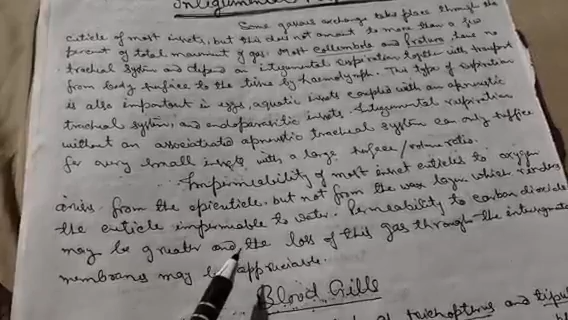 Integumental
Some gaseous exchange take place through the
cuticle of most insects, but this does not amount to more than a few
percent of total movement of gas. Most collembola and protura have no
tracheal system and depend on integumental respiration together with transport
from body surface to the tissue by haemolymph. This type of respiration
is also important in eggs, aquatic insects coupled with an apneustic
tracheal system, and endoparasitic insects. Integumental respiration
without an associated apneustic tracheal system can only suffice
for very small insects with a large surface/volume ratio.
Impermeability of most insect cuticles to oxygen
arises from the epicuticle, but not from the wax layer which renders
the cuticle impermeable to water. Permeability to carbon dioxide
may be greater and the loss of this gas through the
membranes may be appreciable.
Blood Gills
trichoptera and